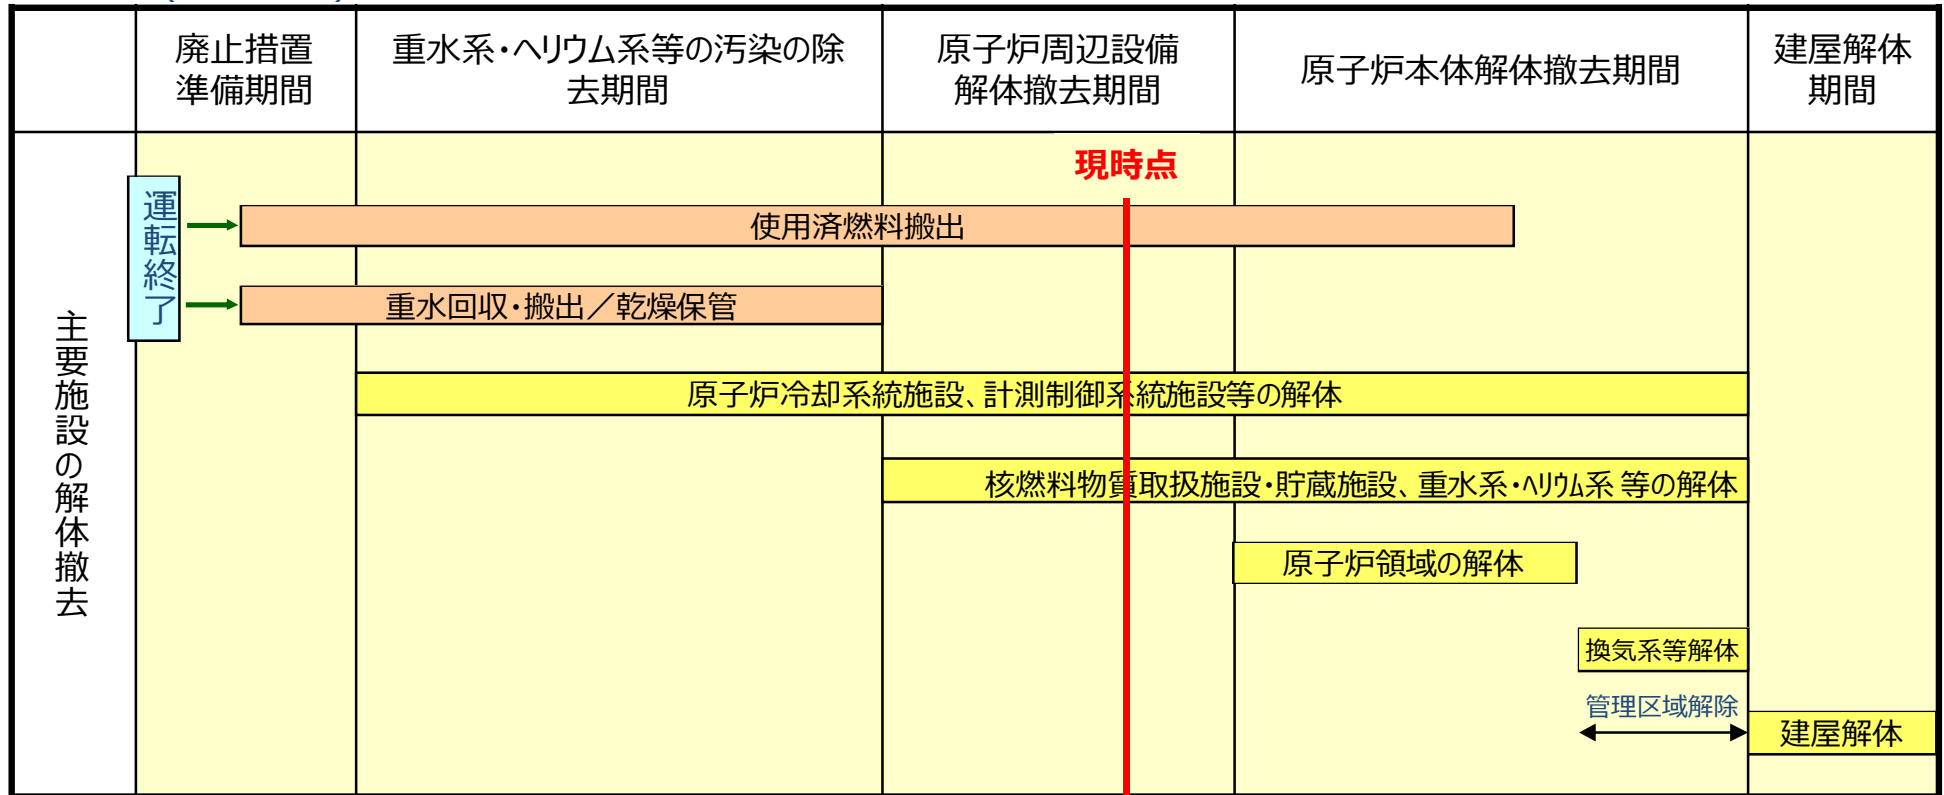 廃止措置
準備期間
重水系・ヘリウム系等の汚染の除
去期間
原子炉周辺設備
解体撤去期間
原子炉本体解体撤去期間
建屋解体
期間
主要施設の解体撤去
運転終了
現時点
使用済燃料搬出
重水回収・搬出／乾燥保管
原子炉冷却系統施設、計測制御系統施設等の解体
核燃料物質取扱施設・貯蔵施設、重水系・ヘリウム系 等の解体
原子炉領域の解体
換気系等解体
管理区域解除
建屋解体